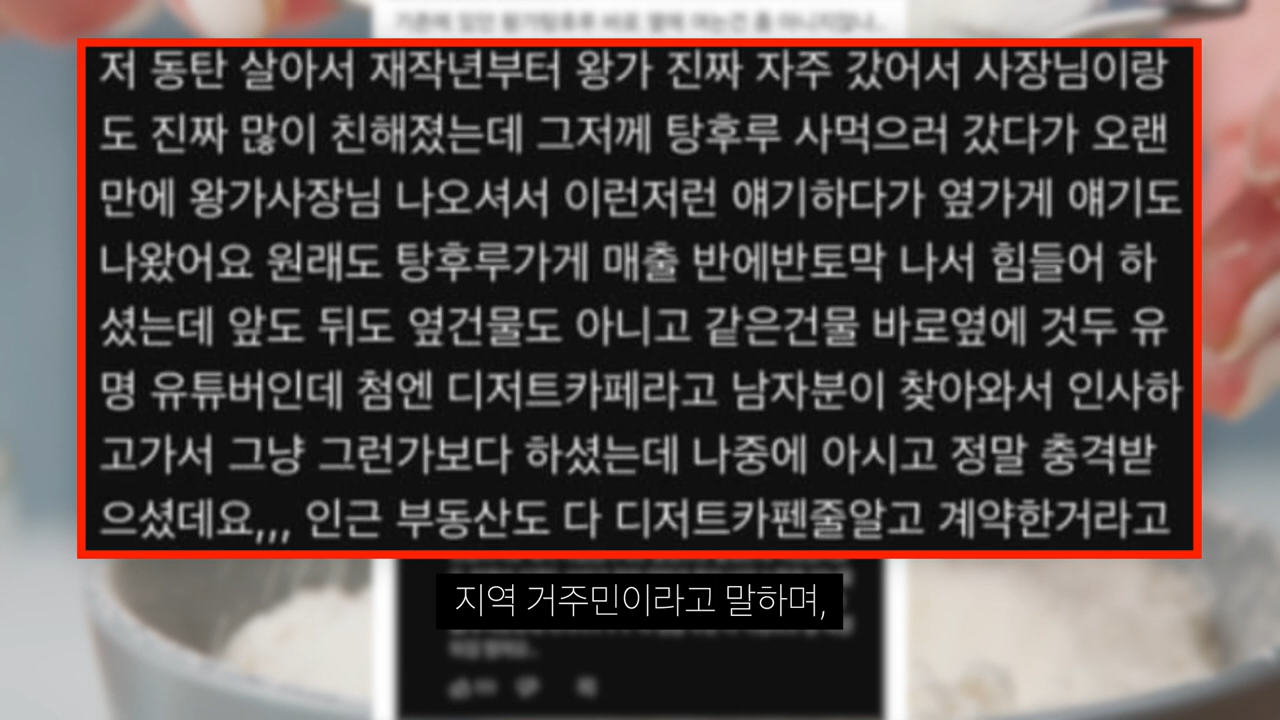 저 동탄 살아서 재작년부터 왕가 진짜 자주 갔어서 사장님이랑
도 진짜 많이 친해졌는데 그저께 탕후루 사먹으러 갔다가 오랜
만에 왕가사장님 나오셔서 이런저런 얘기하다가 옆가게 얘기도
나왔어요 원래도 탕후루가게 매출 반에반토막 나서 힘들어 하
셨는데 앞도 뒤도 옆건물도 아니고 같은건물 바로옆에 것두 유
명 유튜버인데 첨엔 디저트카페라고 남자분이 찾아와서 인사하
고가서 그냥 그런가보다 하셨는데 나중에 아시고 정말 충격받
으셨데요,,, 인근 부동산도 다 디저트카펜줄알고 계약한거라고
지역 거주민이라고 말하며,